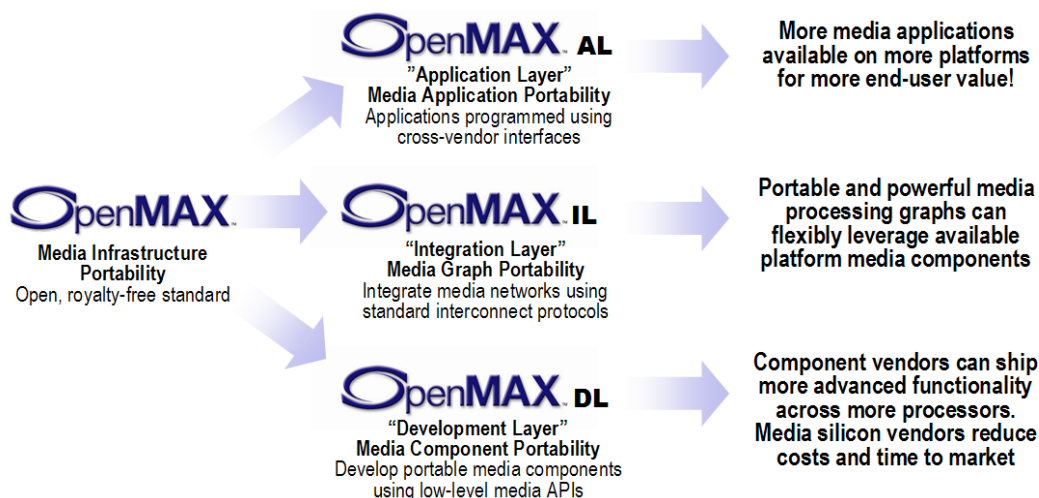 OpenMAX™
Media Infrastructure
Portability
Open, royalty-free standard
OpenMAX™ AL
”Application Layer”
Media Application Portability
Applications programmed using
cross-vendor interfaces
More media applications
available on more platforms
for more end-user value!
OpenMAX™ IL
“Integration Layer”
Media Graph Portability
Integrate media networks using
standard interconnect protocols
Portable and powerful media
processing graphs can
flexibly leverage available
platform media components
OpenMAX™ DL
“Development Layer”
Media Component Portability
Develop portable media components
using low-level media APIs
Component vendors can ship
more advanced functionality
across more processors.
Media silicon vendors reduce
costs and time to market